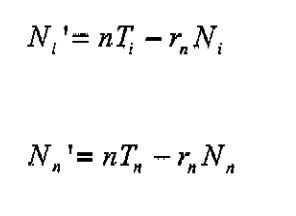 N_i' = nT_i − r_n N_i
N_n' = nT_n − r_n N_n